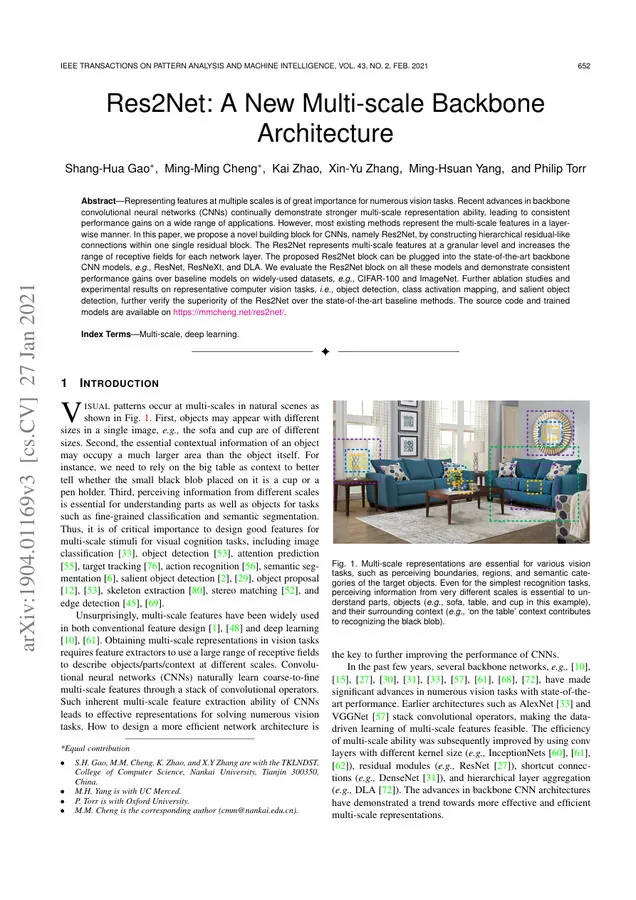 IEEE TRANSACTIONS ON PATTERN ANALYSIS AND MACHINE INTELLIGENCE, VOL. 43, NO. 2, FEB. 2021
652
Res2Net: A New Multi-scale Backbone
Architecture
Shang-Hua Gao*, Ming-Ming Cheng*, Kai Zhao, Xin-Yu Zhang, Ming-Hsuan Yang, and Philip Torr
Abstract—Representing features at multiple scales is of great importance for numerous vision tasks. Recent advances in backbone
convolutional neural networks (CNNs) continually demonstrate stronger multi-scale representation ability, leading to consistent
performance gains on a wide range of applications. However, most existing methods represent the multi-scale features in a layer-
wise manner. In this paper, we propose a novel building block for CNNs, namely Res2Net, by constructing hierarchical residual-like
connections within one single residual block. The Res2Net represents multi-scale features at a granular level and increases the
range of receptive fields for each network layer. The proposed Res2Net block can be plugged into the state-of-the-art backbone
CNN models, e.g., ResNet, ResNeXt, and DLA. We evaluate the Res2Net block on all these models and demonstrate consistent
performance gains over baseline models on widely-used datasets, e.g., CIFAR-100 and ImageNet. Further ablation studies and
experimental results on representative computer vision tasks, i.e., object detection, class activation mapping, and salient object
detection, further verify the superiority of the Res2Net over the state-of-the-art baseline methods. The source code and trained
models are available on https://mmcheng.net/res2net/.
Index Terms—Multi-scale, deep learning.
1 INTRODUCTION
VISUAL patterns occur at multi-scales in natural scenes as
shown in Fig. 1. First, objects may appear with different
sizes in a single image, e.g., the sofa and cup are of different
sizes. Second, the essential contextual information of an object
may occupy a much larger area than the object itself. For
instance, we need to rely on the big table as context to better
tell whether the small black blob placed on it is a cup or a
pen holder. Third, perceiving information from different scales
is essential for understanding parts as well as objects for tasks
such as fine-grained classification and semantic segmentation.
Thus, it is of critical importance to design good features for
multi-scale stimuli for visual cognition tasks, including image
classification [33], object detection [53], attention prediction
[55], target tracking [76], action recognition [56], semantic seg-
mentation [6], salient object detection [2], [29], object proposal
[12], [53], skeleton extraction [80], stereo matching [52], and
edge detection [45], [69].
Unsurprisingly, multi-scale features have been widely used
in both conventional feature design [1], [48] and deep learning
[10], [61]. Obtaining multi-scale representations in vision tasks
requires feature extractors to use a large range of receptive fields
to describe objects/parts/context at different scales. Convolu-
tional neural networks (CNNs) naturally learn coarse-to-fine
multi-scale features through a stack of convolutional operators.
Such inherent multi-scale feature extraction ability of CNNs
leads to effective representations for solving numerous vision
tasks. How to design a more efficient network architecture is
*Equal contribution
• S.H. Gao, M.M. Cheng, K. Zhao, and X.Y Zhang are with the TKLNDST,
College of Computer Science, Nankai University, Tianjin 300350,
China.
• M.H. Yang is with UC Merced.
• P. Torr is with Oxford University.
• M.M. Cheng is the corresponding author (cmm@nankai.edu.cn).
Fig. 1. Multi-scale representations are essential for various vision
tasks, such as perceiving boundaries, regions, and semantic cate-
gories of the target objects. Even for the simplest recognition tasks,
perceiving information from very different scales is essential to un-
derstand parts, objects (e.g., sofa, table, and cup in this example),
and their surrounding context (e.g., ‘on the table’ context contributes
to recognizing the black blob).
the key to further improving the performance of CNNs.
In the past few years, several backbone networks, e.g., [10],
[15], [27], [30], [31], [33], [57], [61], [68], [72], have made
significant advances in numerous vision tasks with state-of-the-
art performance. Earlier architectures such as AlexNet [33] and
VGGNet [57] stack convolutional operators, making the data-
driven learning of multi-scale features feasible. The efficiency
of multi-scale ability was subsequently improved by using conv
layers with different kernel size (e.g., InceptionNets [60], [61],
[62]), residual modules (e.g., ResNet [27]), shortcut connec-
tions (e.g., DenseNet [31]), and hierarchical layer aggregation
(e.g., DLA [72]). The advances in backbone CNN architectures
have demonstrated a trend towards more effective and efficient
multi-scale representations.
arXiv:1904.01169v3 [cs.CV] 27 Jan 2021